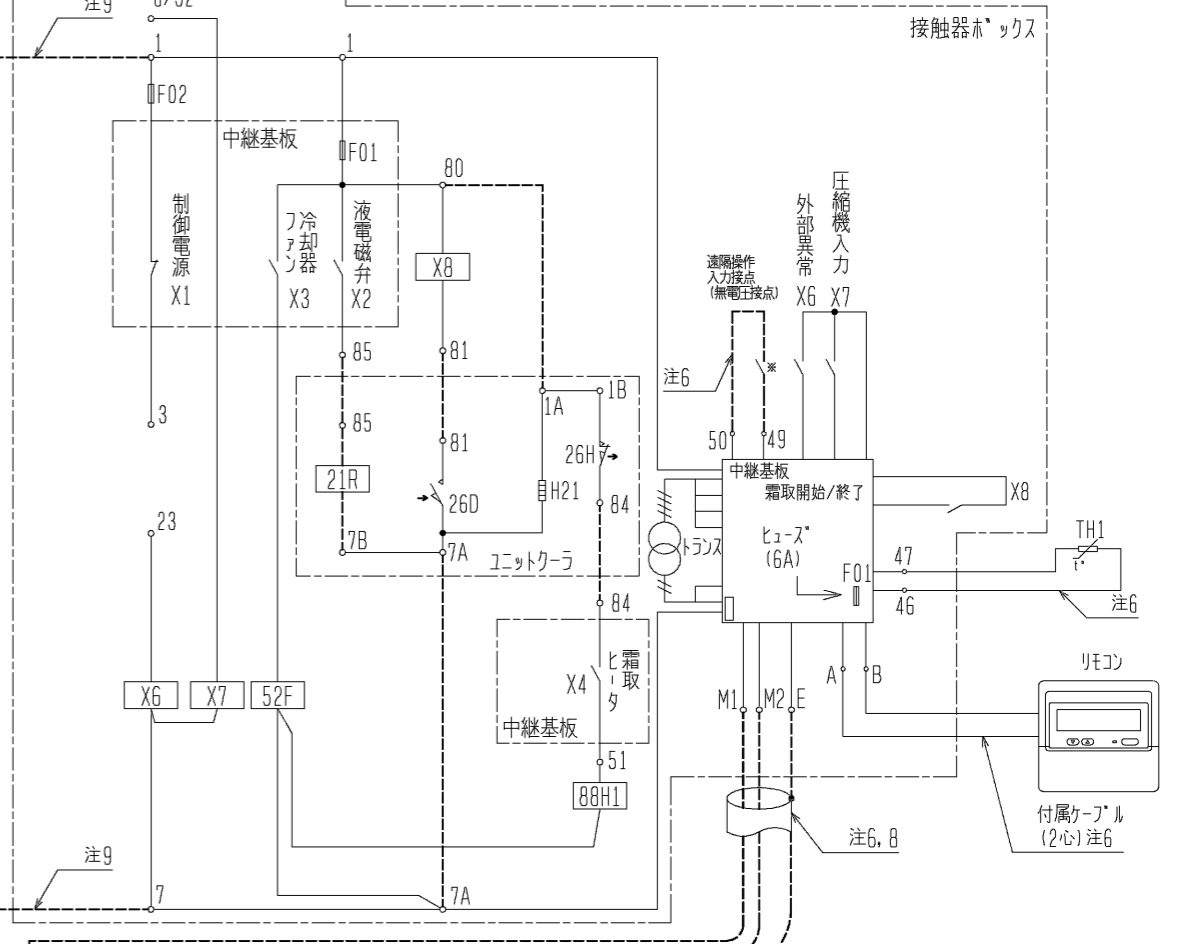 注9
接触器ボックス
1
1
F02
中継基板
F01
80
制御電源
X1
冷却器
ファン
X3
液電磁弁
X2
X8
圧縮機入力
外部異常
X6
X7
遠隔操作
入力接点
(無電圧接点)
注6
※
85
81
3
85
81
1A
1B
26H
50
49
21R
26D
H21
84
中継基板
霜取開始/終了
X8
23
7B
7A
ユニットクーラ
トランス
ヒューズ
(6A)
F01
47
46
TH1
t°
注6
84
X4
霜取
ヒータ
中継基板
51
88H1
X6
X7
52F
M1
M2
E
A
B
リモコン
付属ケーブル
(2心)注6
注6,8
注9
7
7A